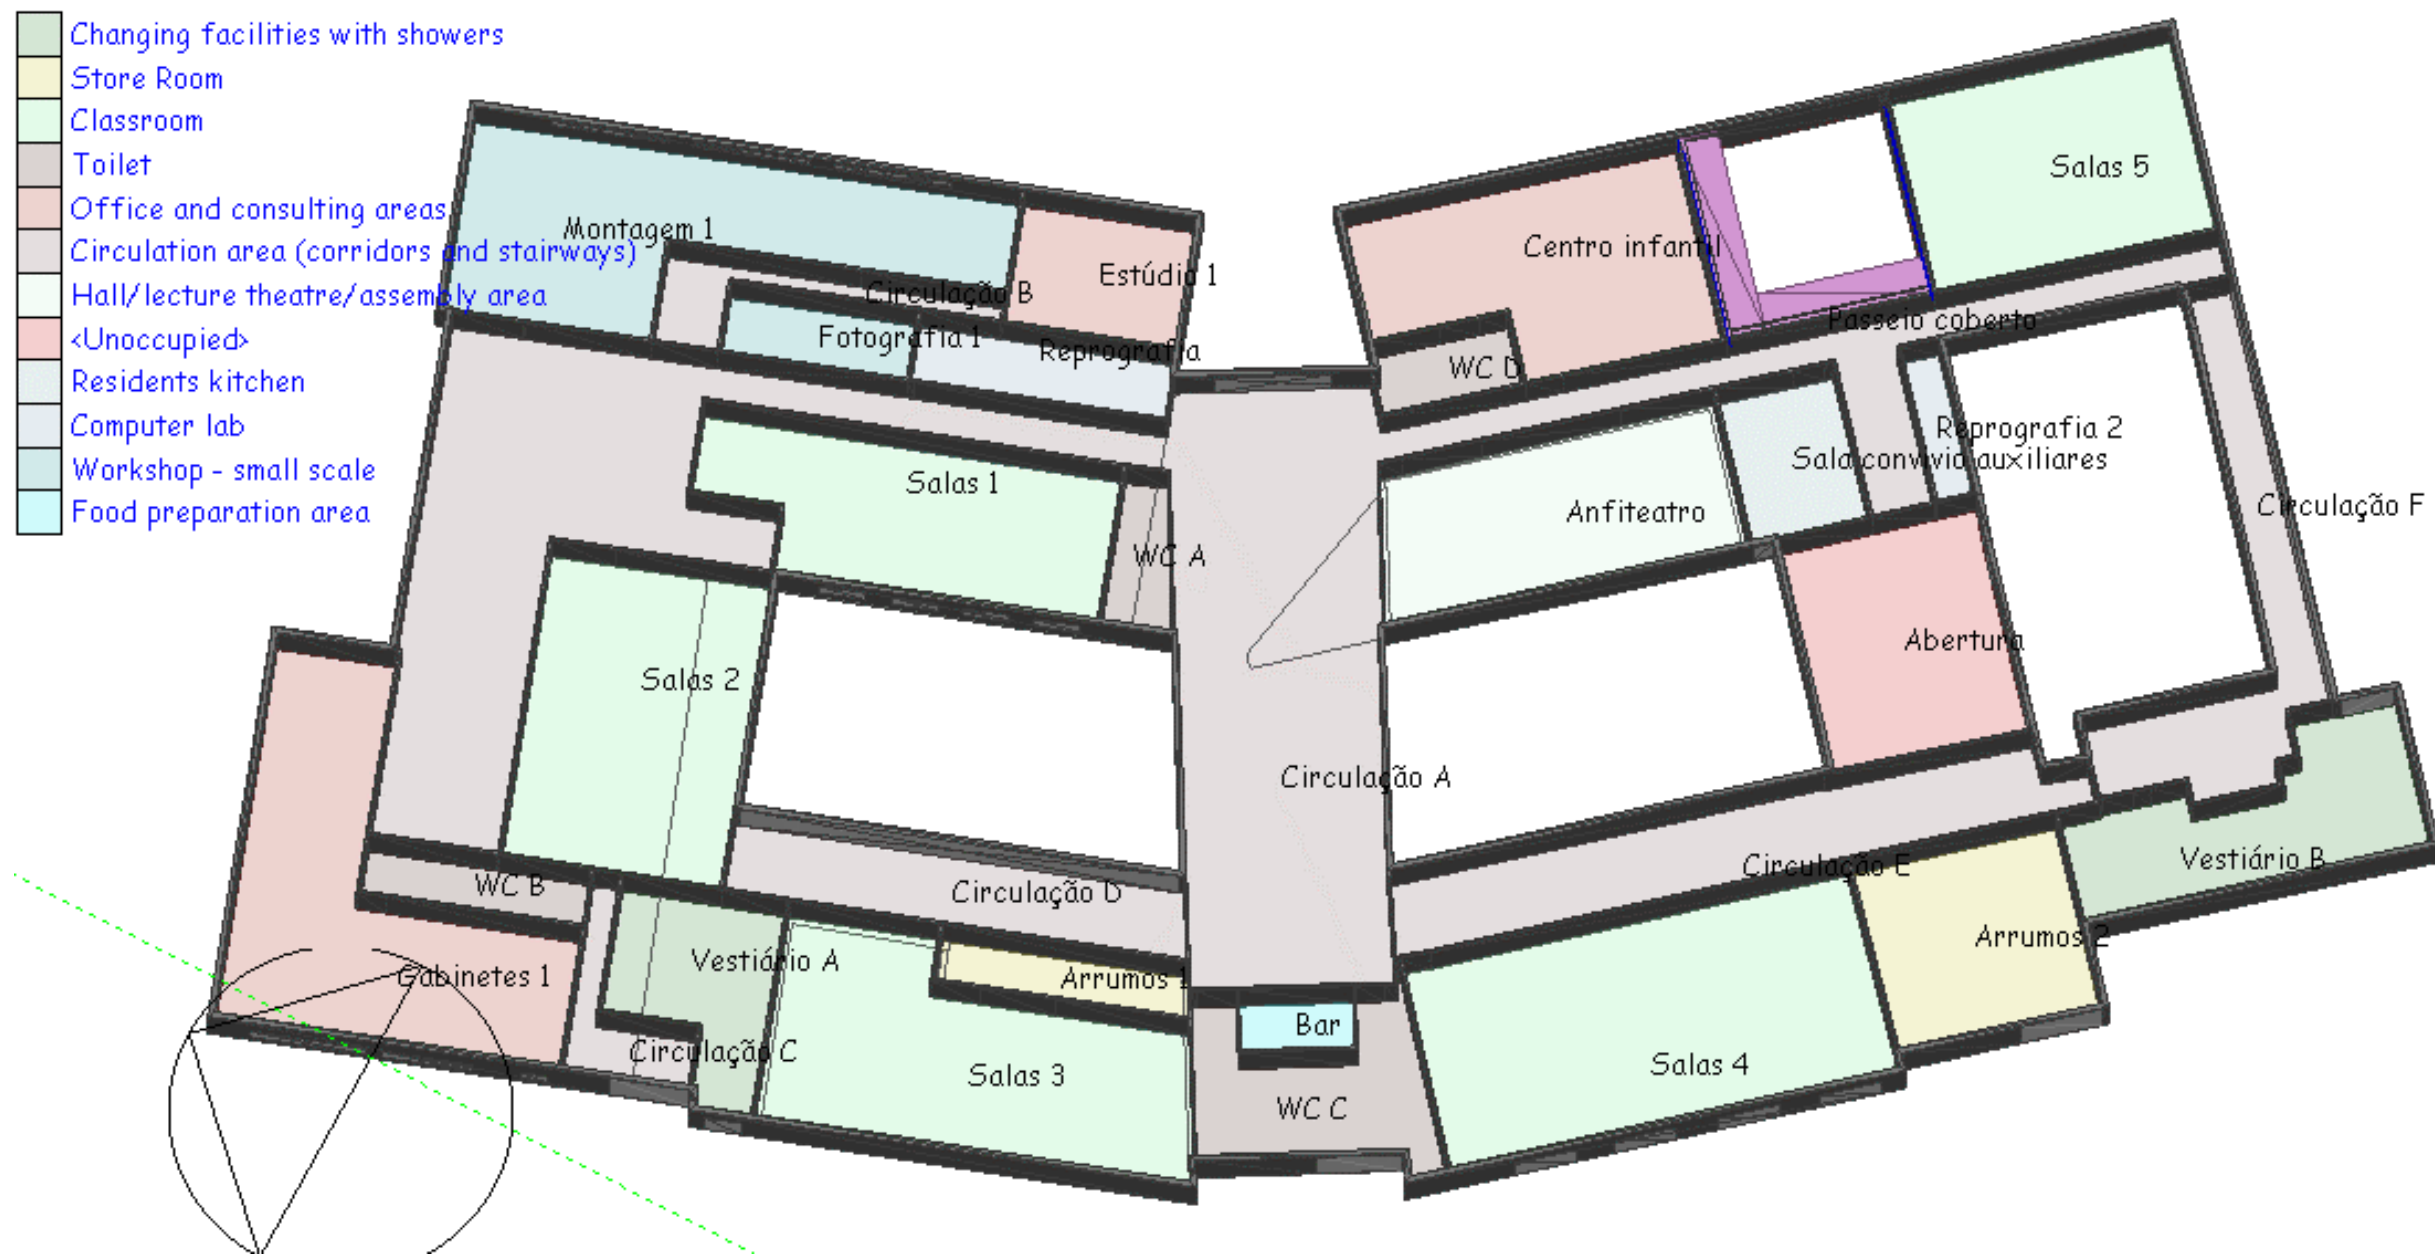 Changing facilities with showers
Store Room
Classroom
Toilet
Office and consulting areas
Circulation area (corridors and stairways)
Hall/lecture theatre/assembly area
<Unoccupied>
Residents kitchen
Computer lab
Workshop - small scale
Food preparation area
Montagem 1
Estúdio 1
Circulação B
Fotografia 1
Reprografia
Salas 1
WC A
Salas 2
WC B
Gabinetes 1
Vestiário A
Circulação C
Circulação D
Arrumos 1
Salas 3
Circulação A
Bar
WC C
Centro infantil
Salas 5
WC D
Passeio coberto
Reprografia 2
Sala convivio auxiliares
Anfiteatro
Circulação F
Abertura
Circulação E
Vestiário B
Arrumos 2
Salas 4